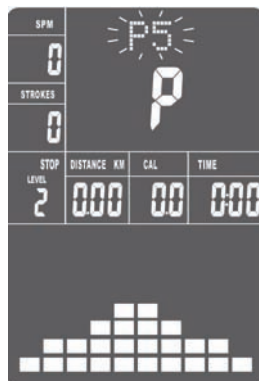 SPM
P5
0
P
STROKES
0
STOP DISTANCE KM CAL TIME
LEVEL
2 0.00 0.0 0:00